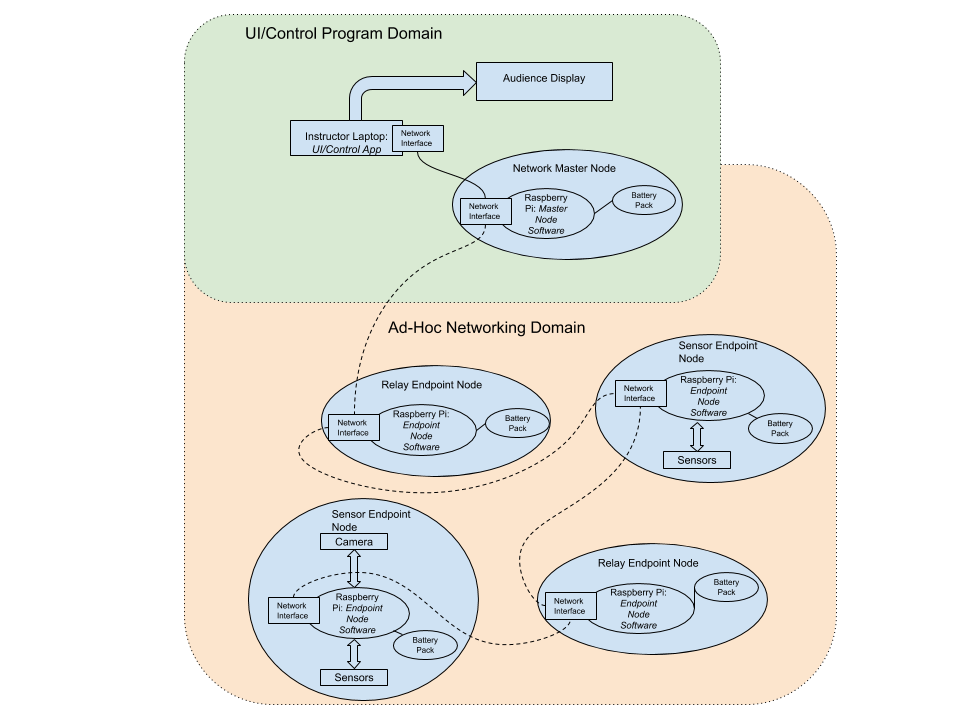 UI/Control Program Domain
Audience Display
Instructor Laptop:
UI/Control App
Network
Interface
Network Master Node
Network
Interface
Raspberry
Pi: Master
Node
Software
Battery
Pack
Ad-Hoc Networking Domain
Relay Endpoint Node
Network
Interface
Raspberry Pi:
Endpoint
Node
Software
Battery
Pack
Sensor Endpoint
Node
Network
Interface
Raspberry Pi:
Endpoint
Node
Software
Battery
Pack
Sensors
Sensor Endpoint
Node
Camera
Network
Interface
Raspberry
Pi: Endpoint
Node
Software
Battery
Pack
Sensors
Relay Endpoint Node
Network
Interface
Raspberry Pi:
Endpoint
Node
Software
Battery
Pack